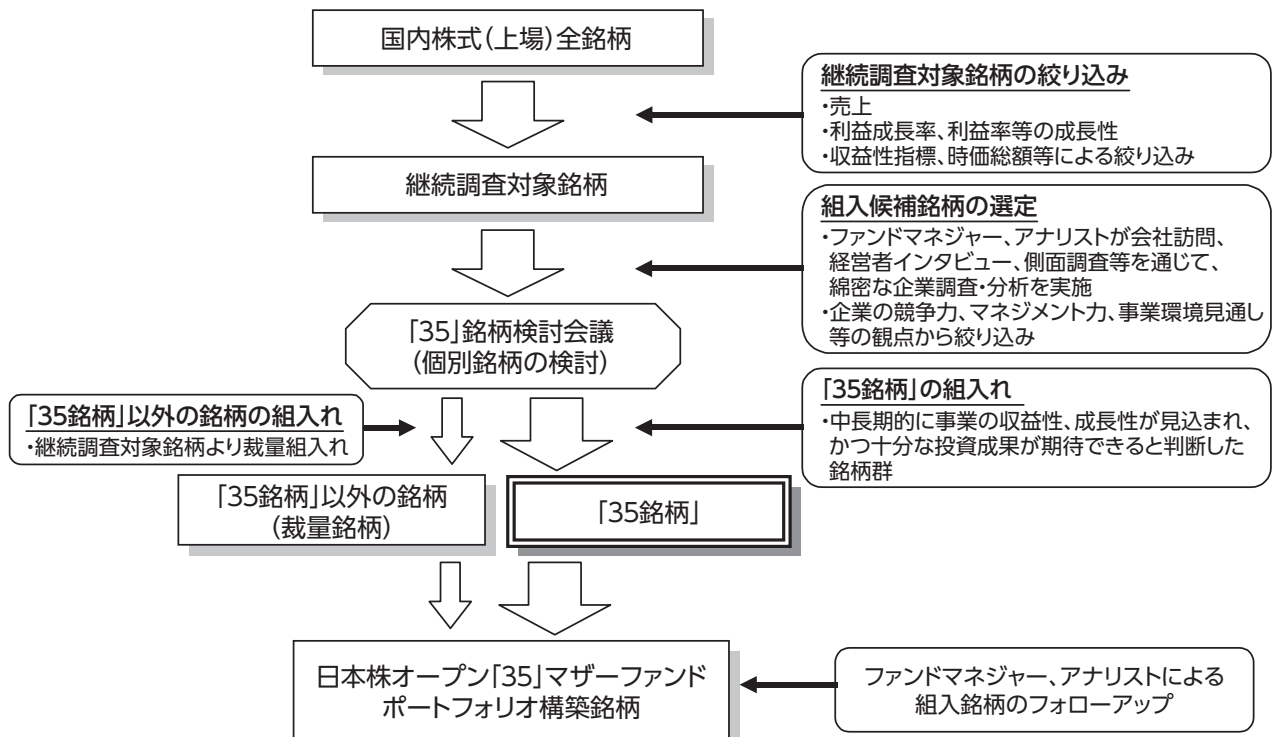 国内株式(上場)全銘柄
継続調査対象銘柄の絞り込み
・売上
・利益成長率、利益率等の成長性
・収益性指標、時価総額等による絞り込み
継続調査対象銘柄
組入候補銘柄の選定
・ファンドマネジャー、アナリストが会社訪問、
経営者インタビュー、側面調査等を通じて、
綿密な企業調査・分析を実施
・企業の競争力、マネジメント力、事業環境見通し
等の観点から絞り込み
「35」銘柄検討会議
(個別銘柄の検討)
「35銘柄」以外の銘柄の組入れ
・継続調査対象銘柄より裁量組入れ
「35銘柄」の組入れ
・中長期的に事業の収益性、成長性が見込まれ、
かつ十分な投資成果が期待できると判断した
銘柄群
「35銘柄」以外の銘柄
(裁量銘柄)
「35銘柄」
日本株オープン「35」マザーファンド
ポートフォリオ構築銘柄
ファンドマネジャー、アナリストによる
組入銘柄のフォローアップ